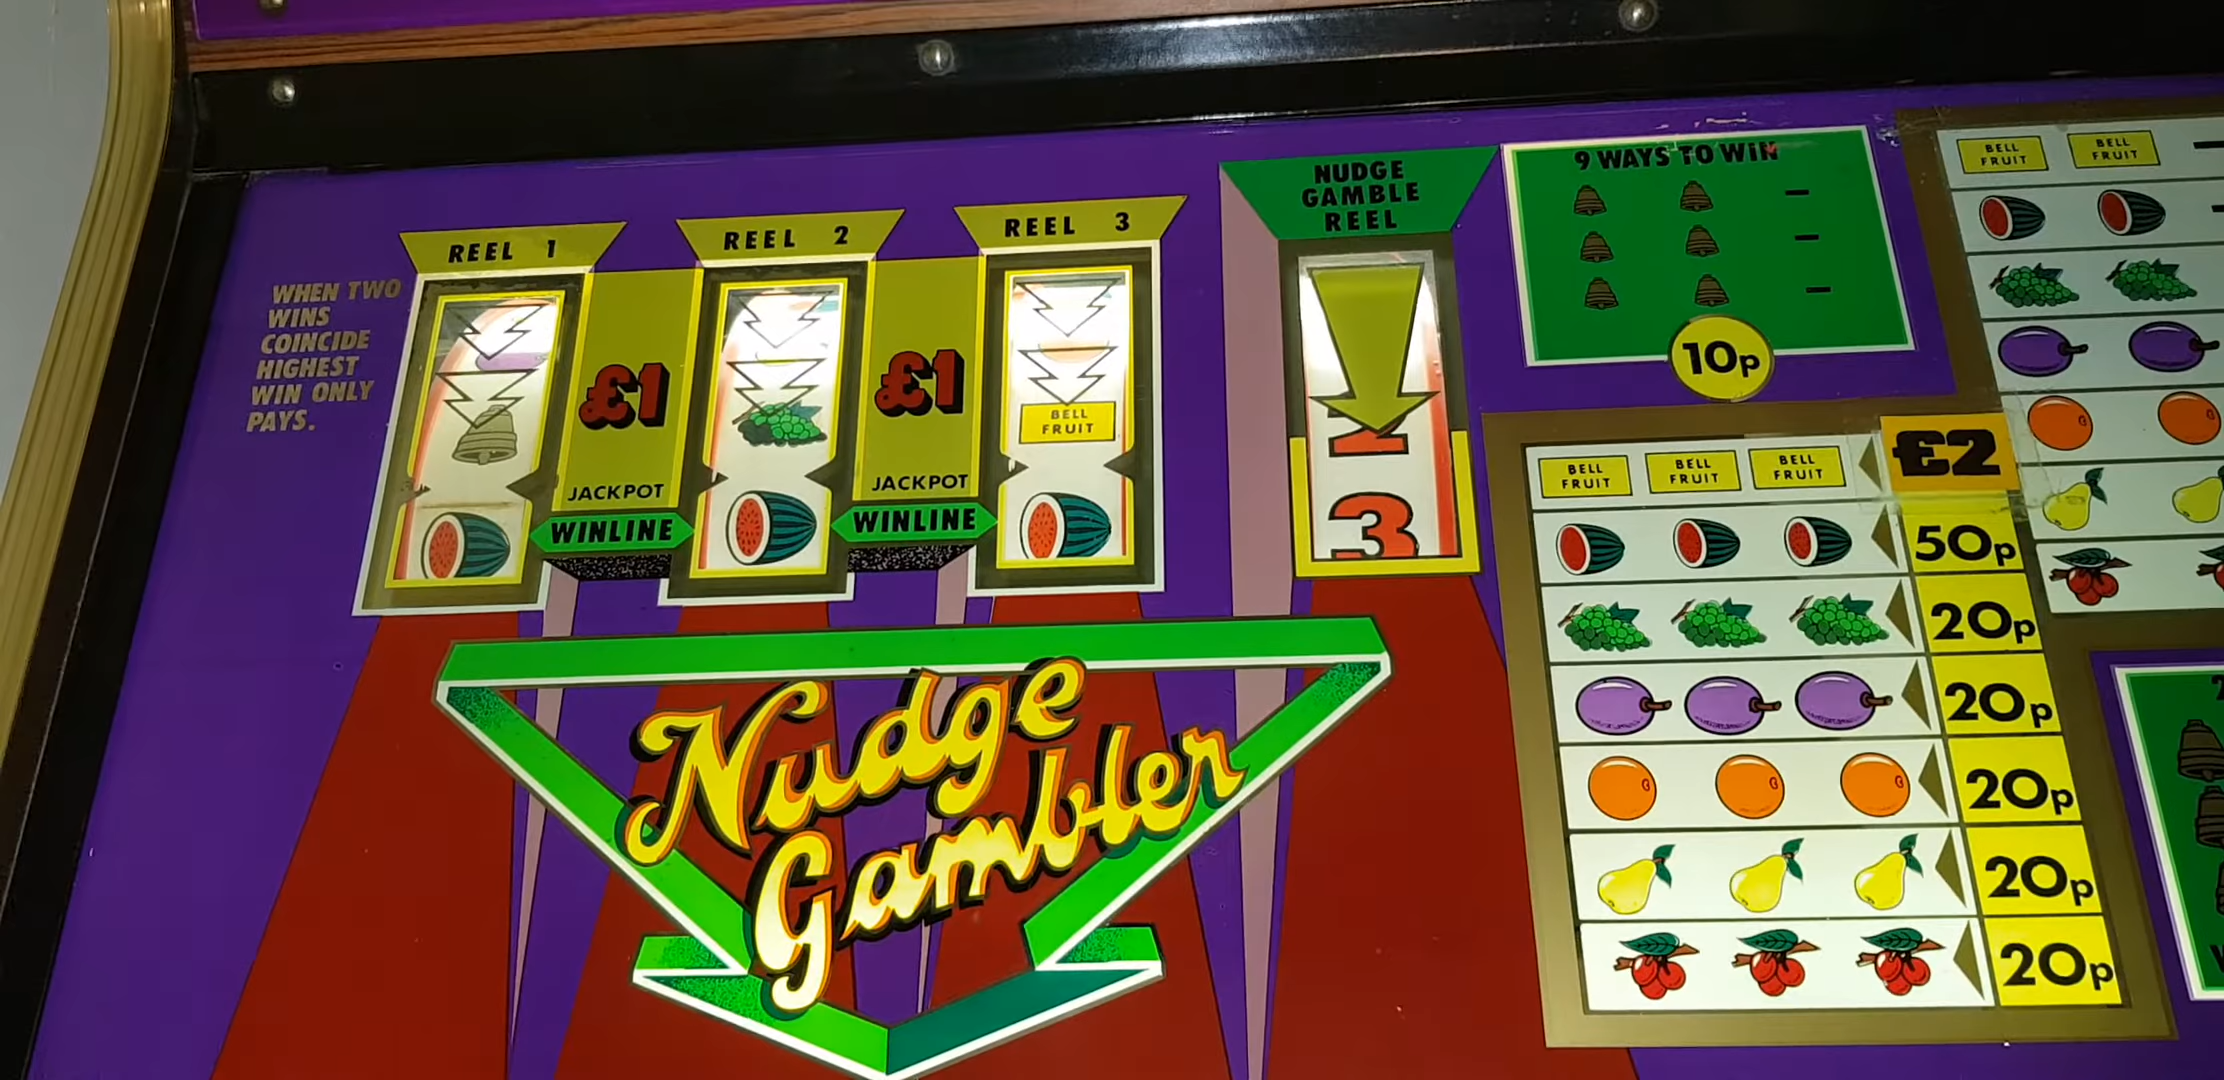 WHEN TWO
WINS
COINCIDE
HIGHEST
WIN ONLY
PAYS.
REEL 1
REEL 2
REEL 3
£1
JACKPOT
WINLINE
£1
JACKPOT
WINLINE
BELL
FRUIT
NUDGE
GAMBLE
REEL
3
Nudge
Gambler
9 WAYS TO WIN
10p
BELL
FRUIT
BELL
FRUIT
BELL
FRUIT
BELL
FRUIT
BELL
FRUIT
£2
50p
20p
20p
20p
20p
20p